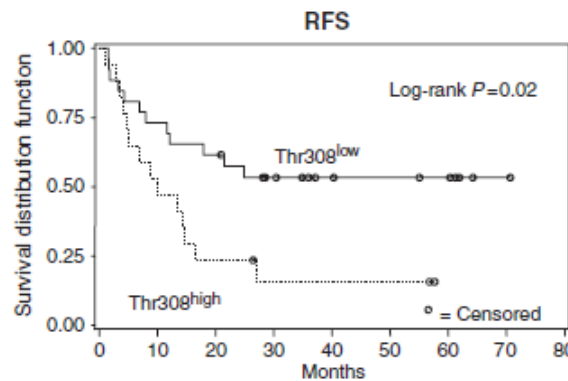 RFS
Survival distribution function
1.00
0.75
0.50
0.25
0.00
Log-rank P=0.02
Thr308low
Thr308high
o = Censored
0 10 20 30 40 50 60 70 80
Months